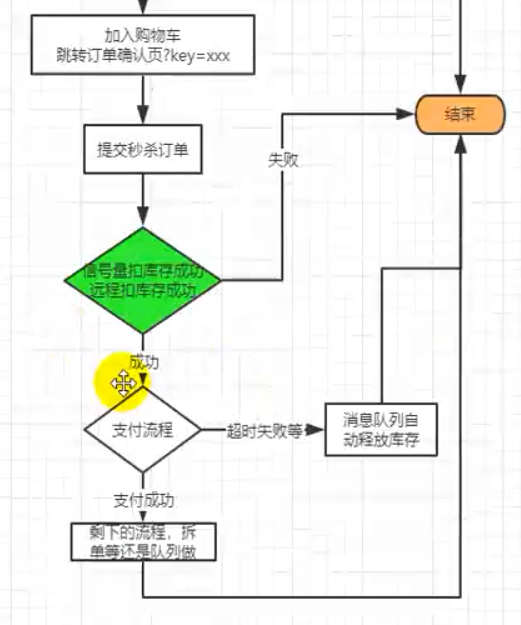 加入购物车
跳转订单确认页?key=xxx
结束
提交秒杀订单
失败
信号量扣库存成功
远程扣库存成功
成功
支付流程
超时失败等
消息队列自
动释放库存
支付成功
剩下的流程，拆
单等还是队列做